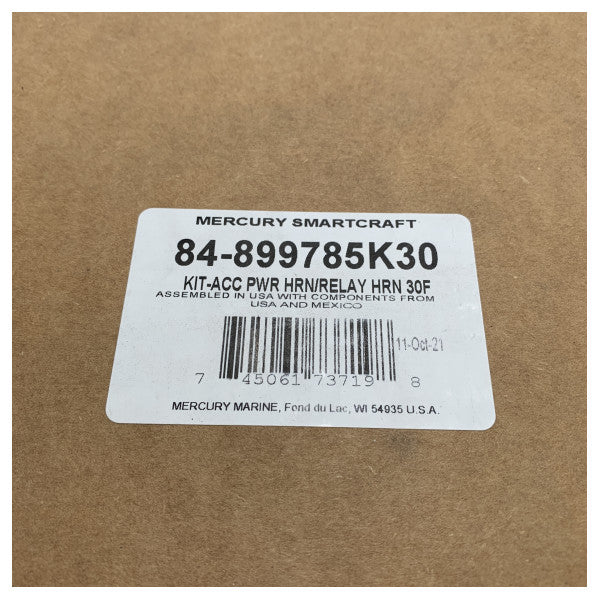 MERCURY SMARTCRAFT
84-899785K30
KIT-ACC PWR HRN/RELAY HRN 30F
ASSEMBLED IN USA WITH COMPONENTS FROM
USA AND MEXICO
11-Oct-21
7 45061 73719 8
MERCURY MARINE, Fond du Lac, WI 54935 U.S.A.